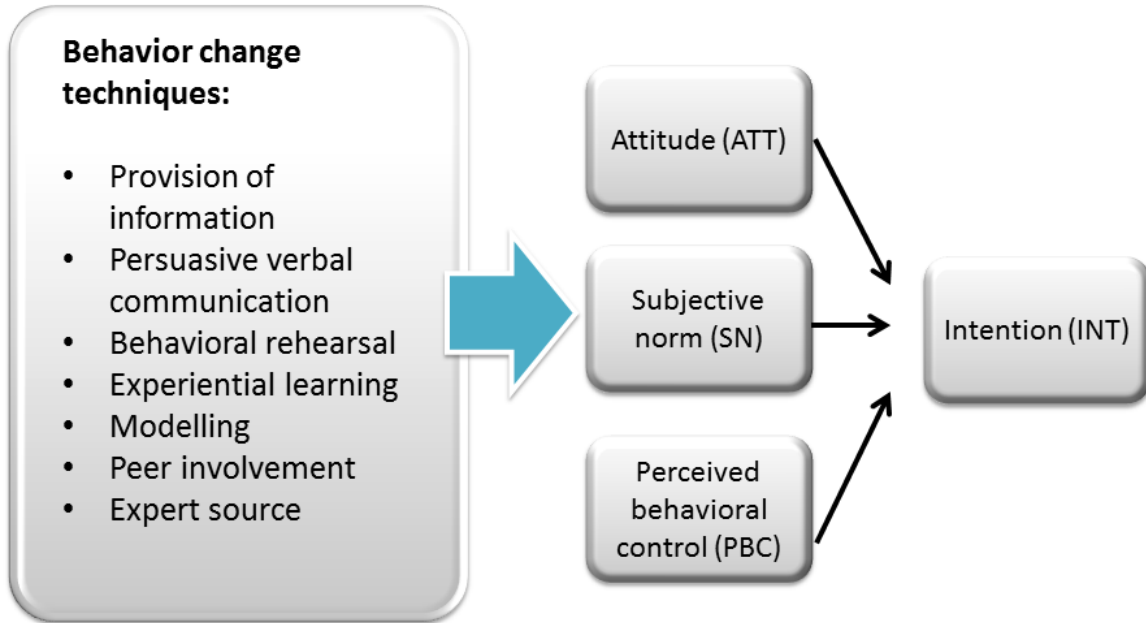 Behavior change
techniques:
• Provision of
information
• Persuasive verbal
communication
• Behavioral rehearsal
• Experiential learning
• Modelling
• Peer involvement
• Expert source
Attitude (ATT)
Subjective
norm (SN)
Perceived
behavioral
control (PBC)
Intention (INT)